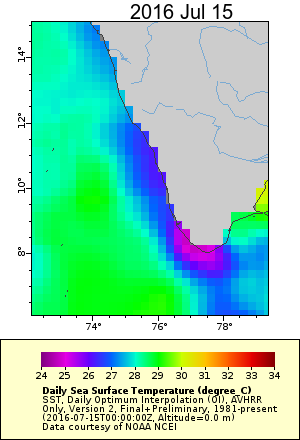 2016 Jul 15
14°
12°
10°
8°
74° 76° 78°
24 25 26 27 28 29 30 31 32 33 34
Daily Sea Surface Temperature (degree_C)
SST, Daily Optimum Interpolation (OI), AVHRR
Only, Version 2, Final+Preliminary, 1981-present
(2016-07-15T00:00:00Z, Altitude=0.0 m)
Data courtesy of NOAA NCEI